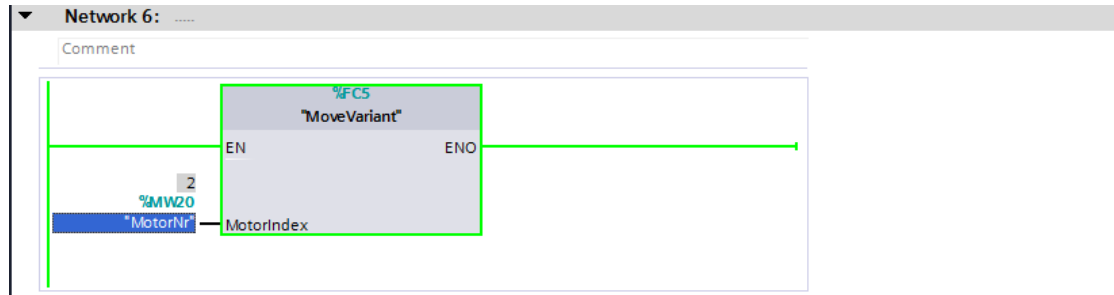 Network 6: .....
Comment
%FC5
"MoveVariant"
EN ENO
2
%MW20
"MotorNr"
MotorIndex